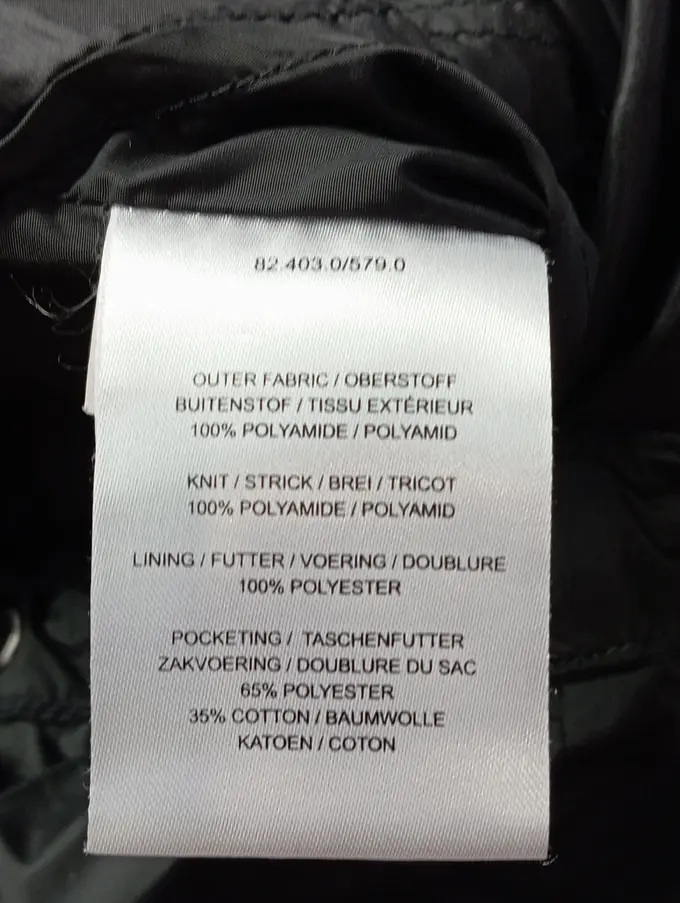 82.403.0/579.0
OUTER FABRIC / OBERSTOFF
BUITENSTOF / TISSU EXTÉRIEUR
100% POLYAMIDE / POLYAMID
KNIT / STRICK / BREI / TRICOT
100% POLYAMIDE / POLYAMID
LINING / FUTTER / VOERING / DOUBLURE
100% POLYESTER
POCKETING / TASCHENFUTTER
ZAKVOERING / DOUBLURE DU SAC
65% POLYESTER
35% COTTON / BAUMWOLLE
KATOEN / COTON